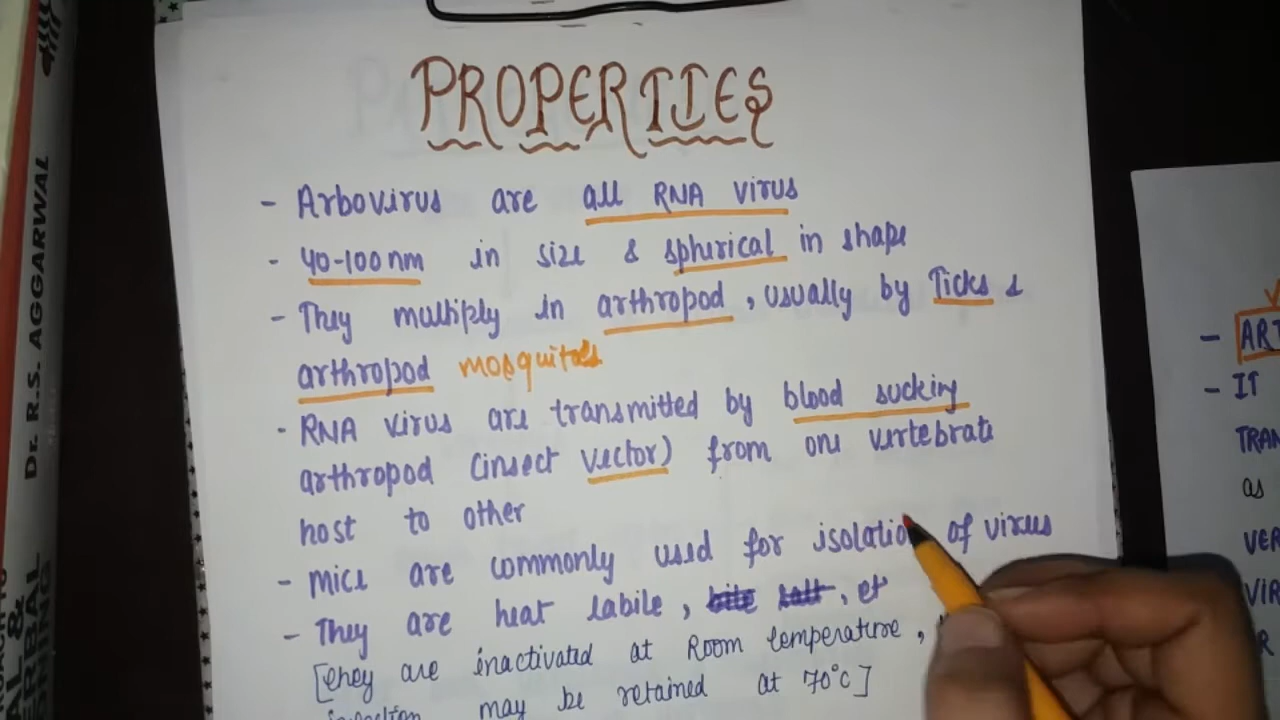 PROPERTIES
- Arbovirus are all RNA virus
- 40-100nm in size & spherical in shape
- They multiply in arthropod, usually by Ticks &
arthropod mosquitoes
- RNA virus are transmitted by blood sucking
arthropod (insect vector) from one vertebrate
host to other
- Mice are commonly used for isolation of virus
- They are heat labile, bile salt, et
[they are inactivated at Room temperature,
may be retained at 70°C]
Dr. R.S. AGGARWAL
AL &
ERBAL
- ART
- IT
TRAN
as
VER
VIR
R